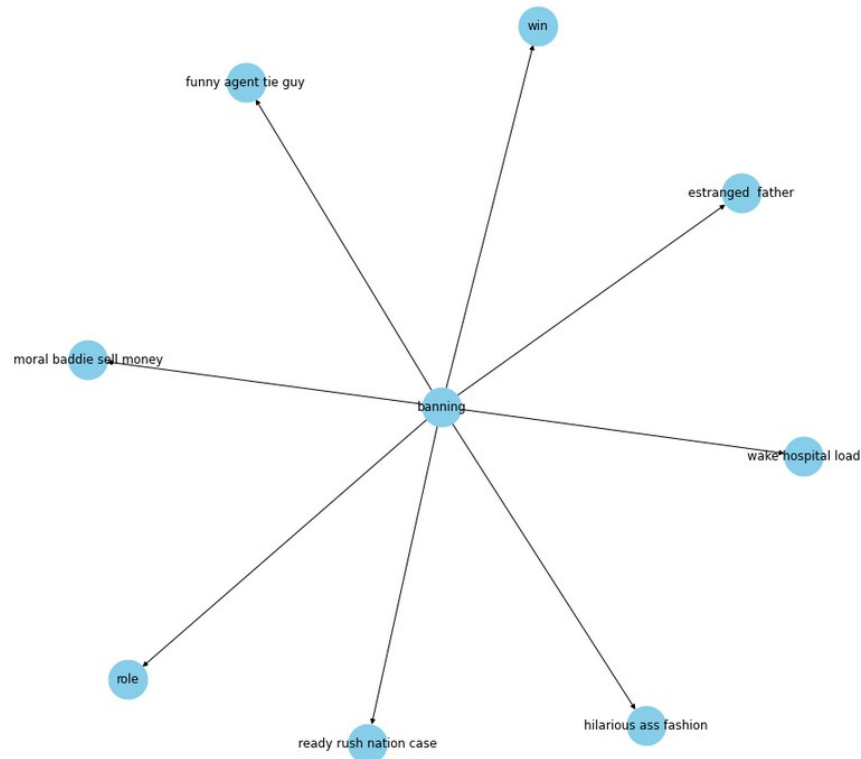 win
funny agent tie guy
estranged  father
moral baddie sell money
banning
wake hospital load
role
hilarious ass fashion
ready rush nation case